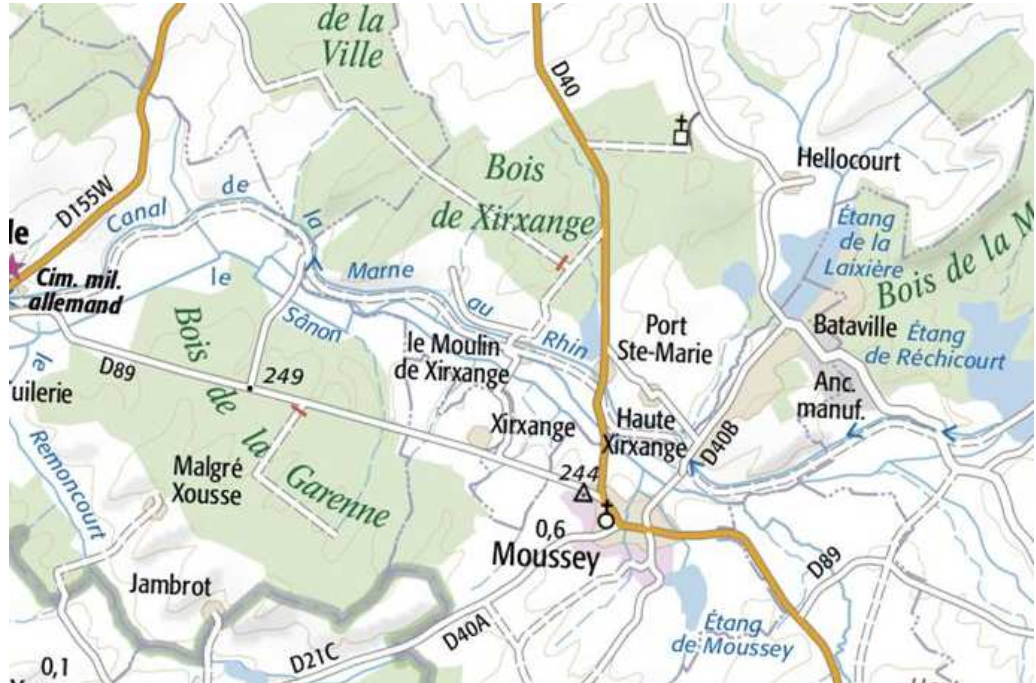 de la
Ville
D40
Bois
de Xirxange
Hellocourt
D155W
Canal
de
la
Marne
au
Rhin
Étang
de la
Laixière
Bois de la M
le
Cim. mil.
allemand
le
Sânon
Port
Ste-Marie
Bataville
Étang
de Réchicourt
Bois
de
la
Garenne
le Moulin
de Xirxange
D89
249
Anc.
manuf.
uilerie
le
Remoncourt
Xirxange
Haute
Xirxange
D40B
Malgré
Xousse
244
0,6
Moussey
D89
Jambrot
Étang
de Moussey
D40A
D21C
0,1